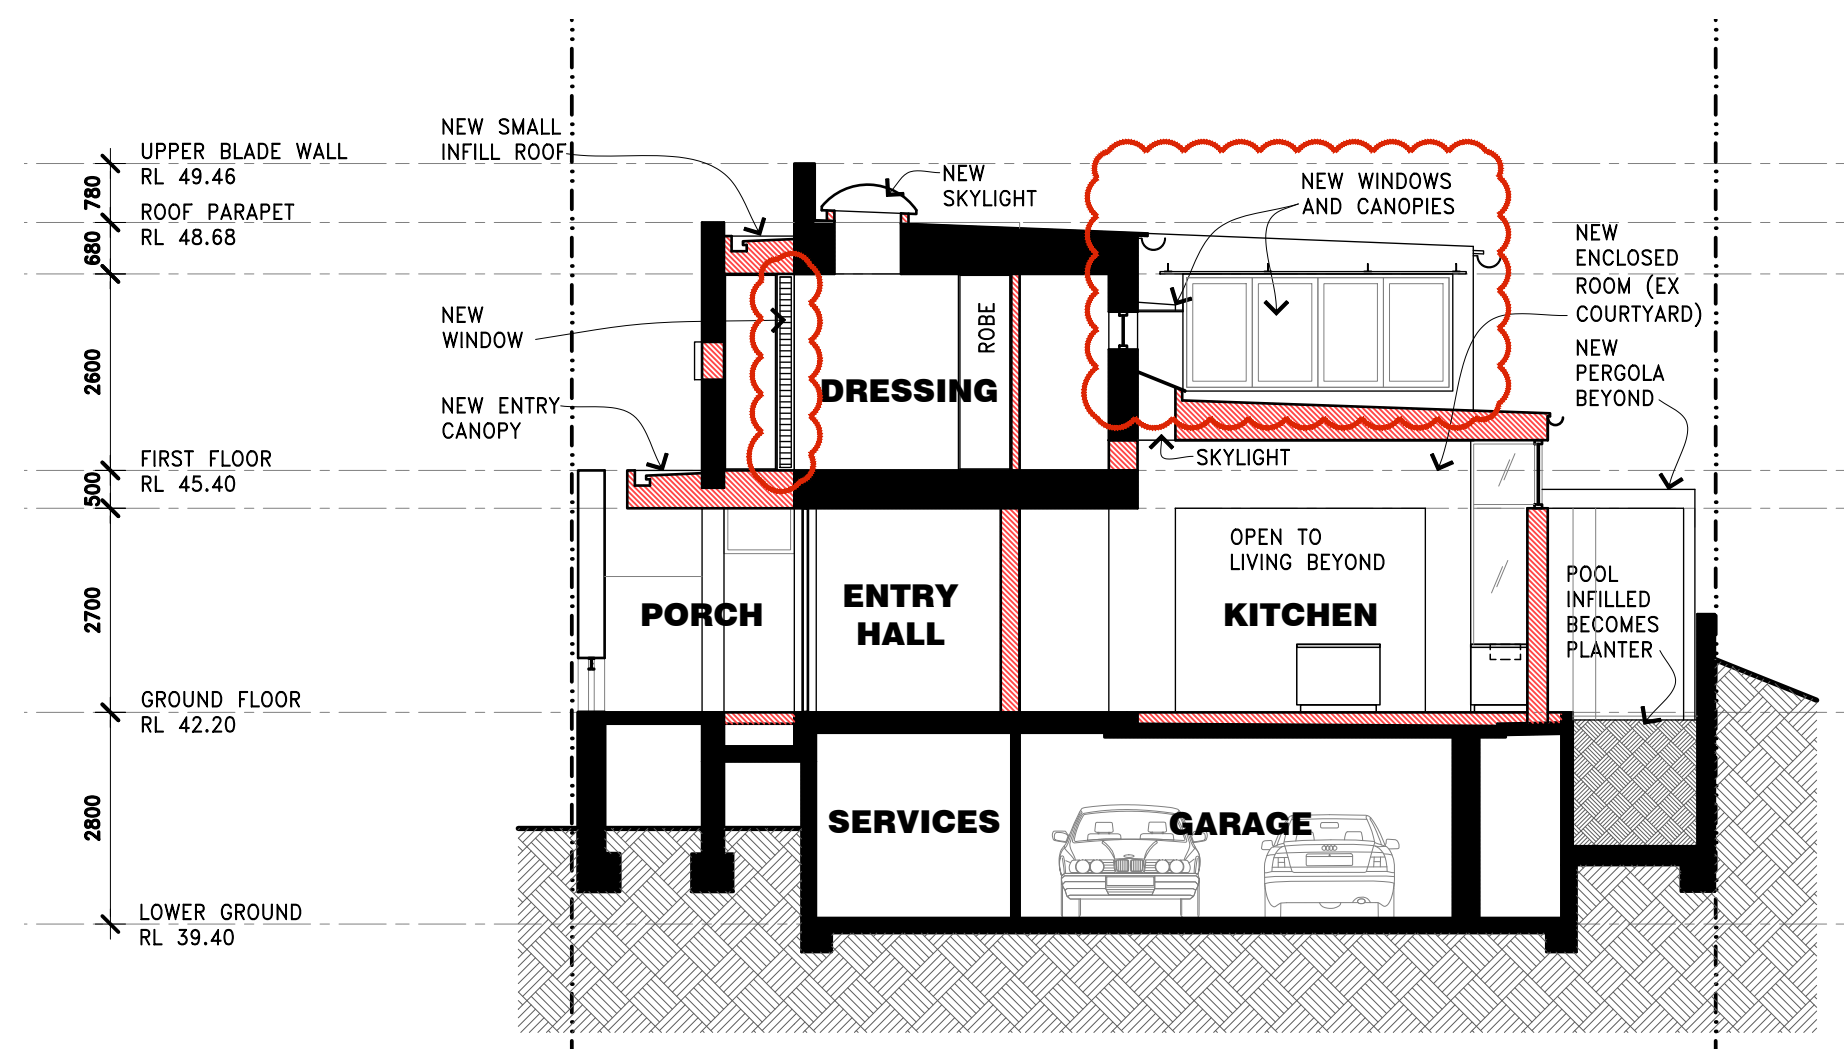 UPPER BLADE WALL
RL 49.46
780
ROOF PARAPET
RL 48.68
680
2600
FIRST FLOOR
RL 45.40
500
2700
GROUND FLOOR
RL 42.20
2800
LOWER GROUND
RL 39.40
NEW SMALL
INFILL ROOF
NEW
WINDOW
NEW ENTRY
CANOPY
NEW
SKYLIGHT
NEW WINDOWS
AND CANOPIES
NEW
ENCLOSED
ROOM (EX
COURTYARD)
NEW
PERGOLA
BEYOND
ROBE
DRESSING
SKYLIGHT
OPEN TO
LIVING BEYOND
PORCH
ENTRY
HALL
KITCHEN
POOL
INFILLED
BECOMES
PLANTER
SERVICES
GARAGE